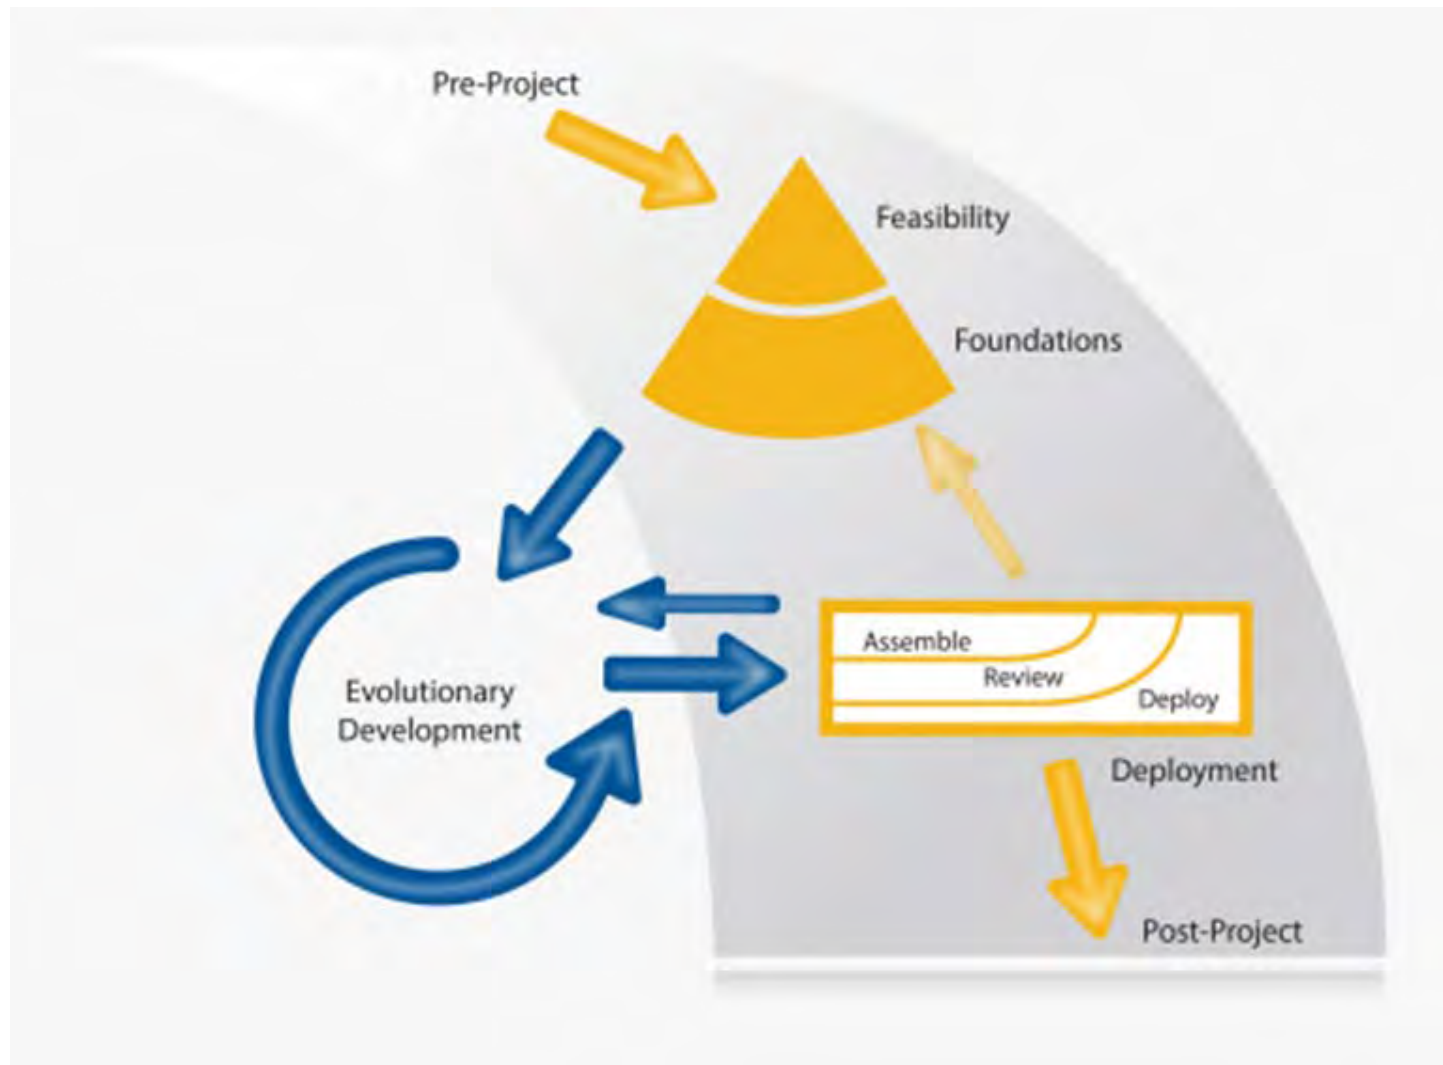 Pre-Project
Feasibility
Foundations
Assemble
Review
Deploy
Evolutionary
Development
Deployment
Post-Project